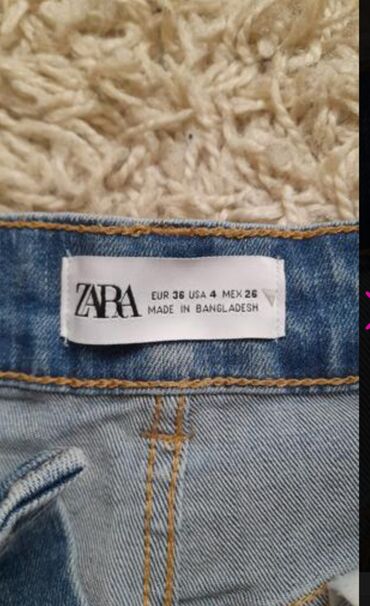 ZARA
EUR 36 USA 4 MEX 26
MADE IN BANGLADESH